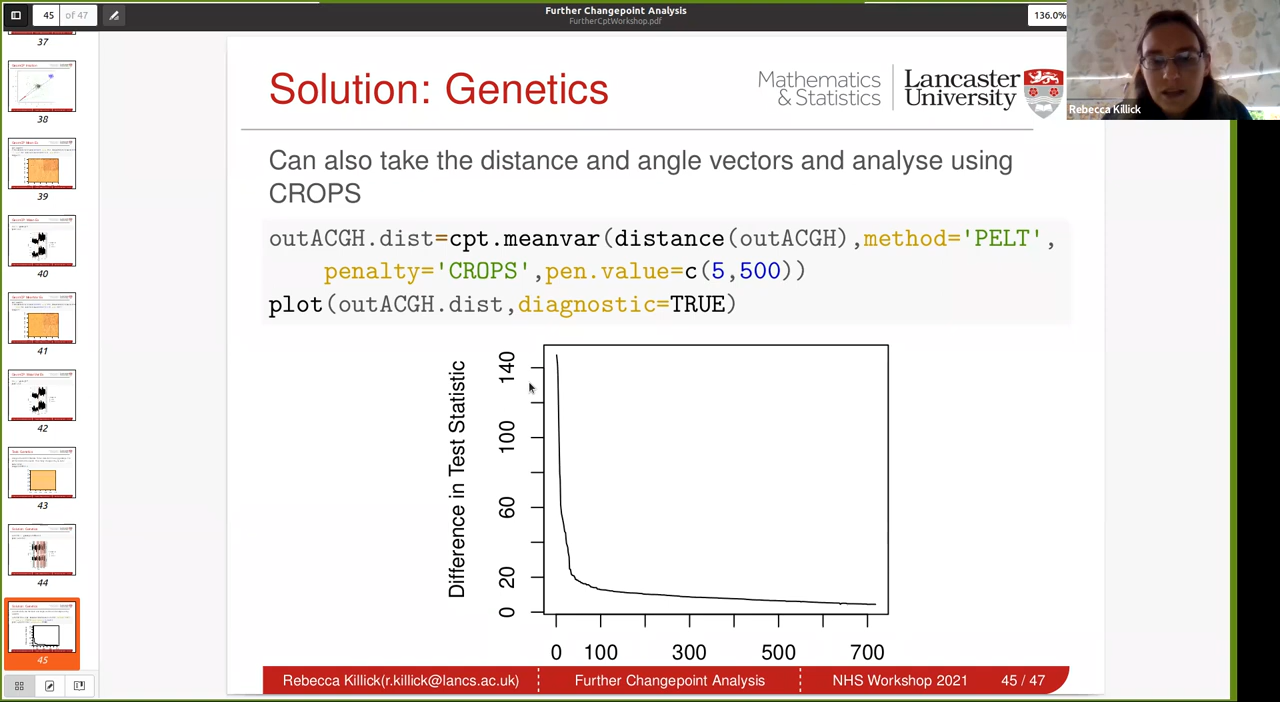 45 of 47
Further Changepoint Analysis
FurtherCptWorkshop.pdf
136.0%
Rebecca Killick
37
38
39
40
41
42
43
44
45
Solution: Genetics
Mathematics
& Statistics
Lancaster
University
Can also take the distance and angle vectors and analyse using
CROPS
outACGH.dist=cpt.meanvar(distance(outACGH),method='PELT',
penalty='CROPS',pen.value=c(5,500))
plot(outACGH.dist,diagnostic=TRUE)
Difference in Test Statistic
140
100
60
20
0
0 100 300 500 700
Rebecca Killick(r.killick@lancs.ac.uk) Further Changepoint Analysis NHS Workshop 2021 45 / 47